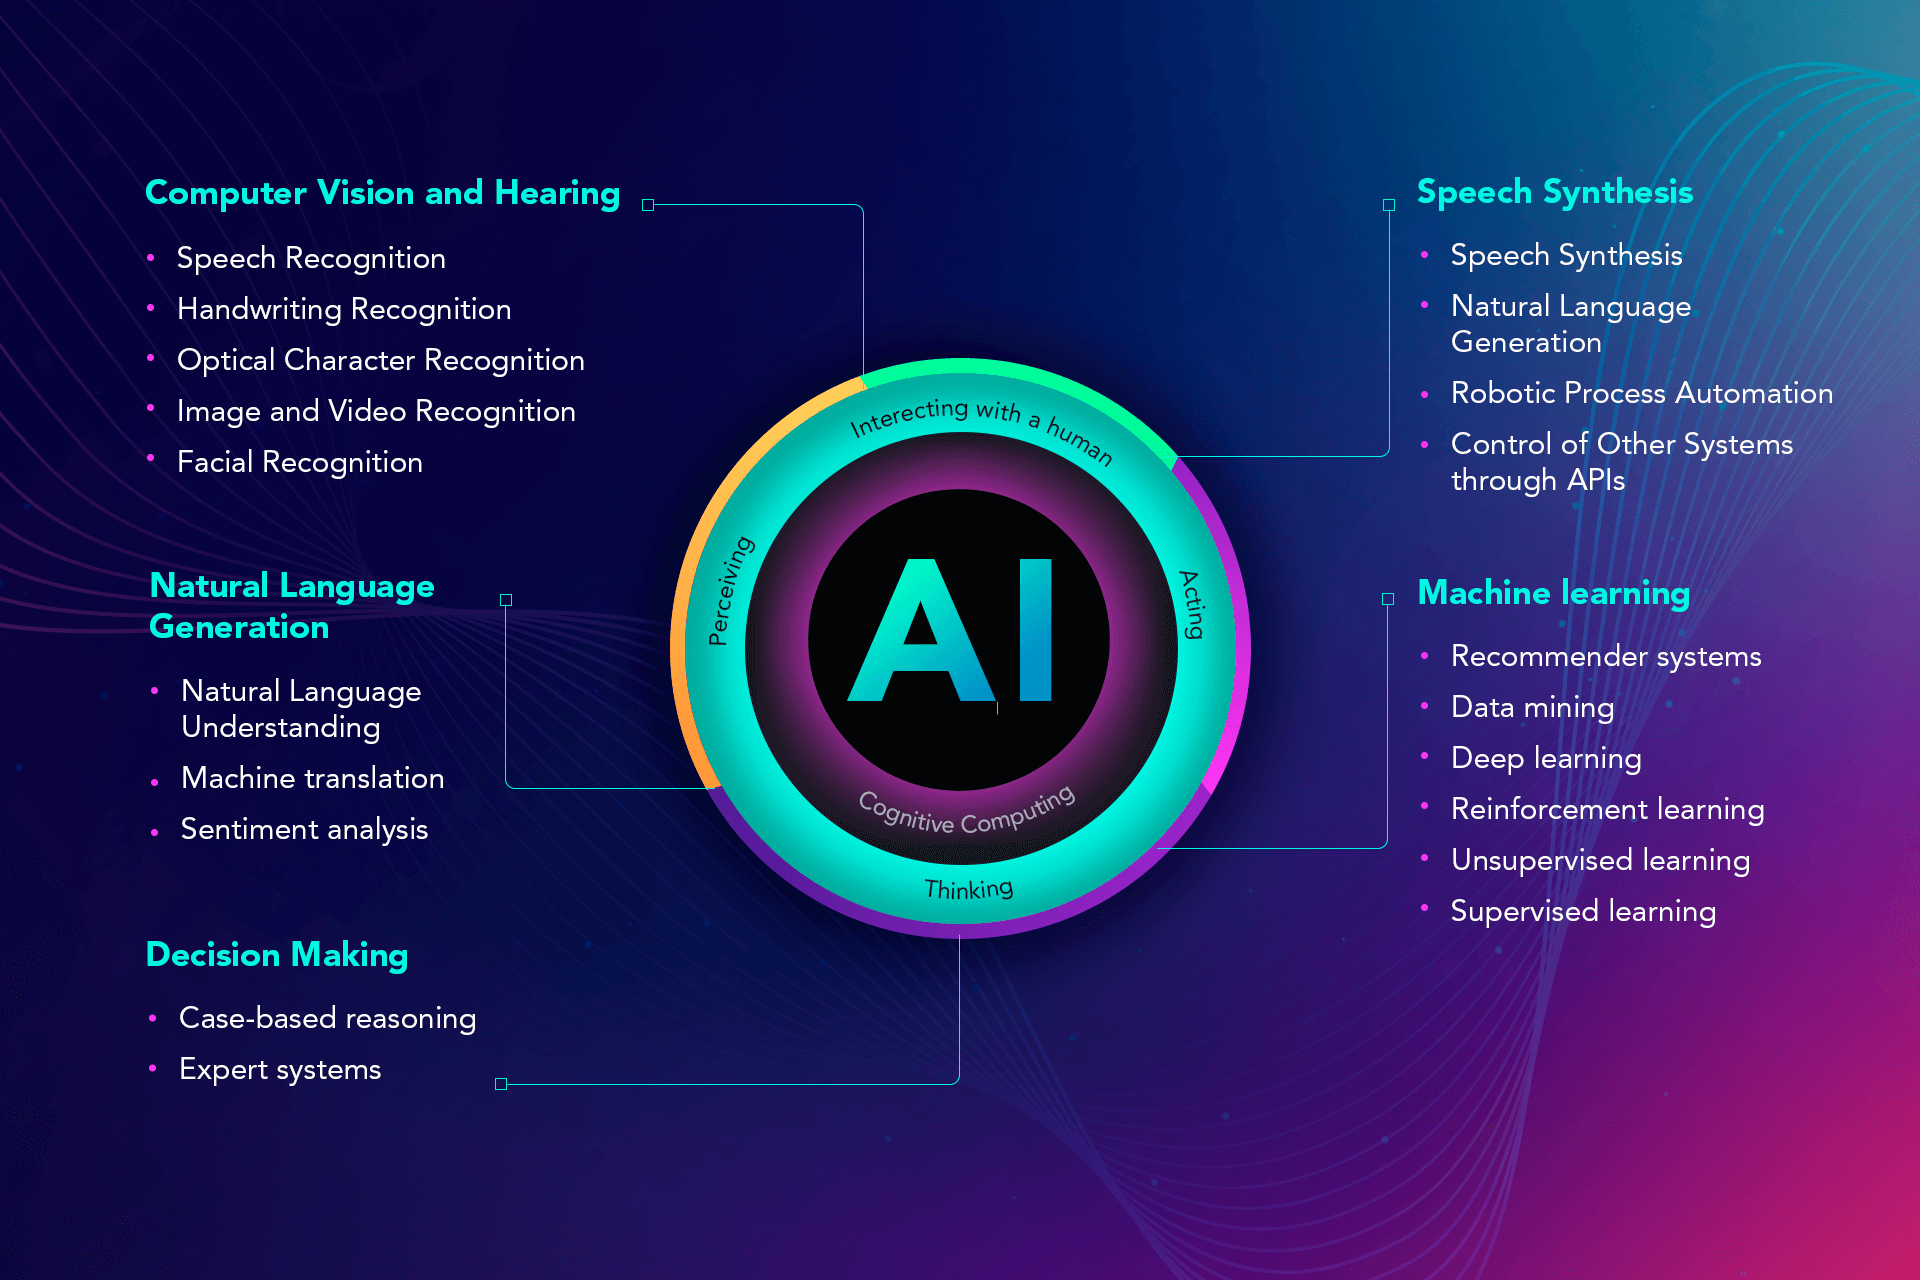 Computer Vision and Hearing
Speech Recognition
Handwriting Recognition
Optical Character Recognition
Image and Video Recognition
Facial Recognition
Natural Language
Generation
Natural Language
Understanding
Machine translation
Sentiment analysis
Decision Making
Case-based reasoning
Expert systems
Interecting with a human
Perceiving
Acting
AI
Cognitive Computing
Thinking
Speech Synthesis
Speech Synthesis
Natural Language
Generation
Robotic Process Automation
Control of Other Systems
through APIs
Machine learning
Recommender systems
Data mining
Deep learning
Reinforcement learning
Unsupervised learning
Supervised learning